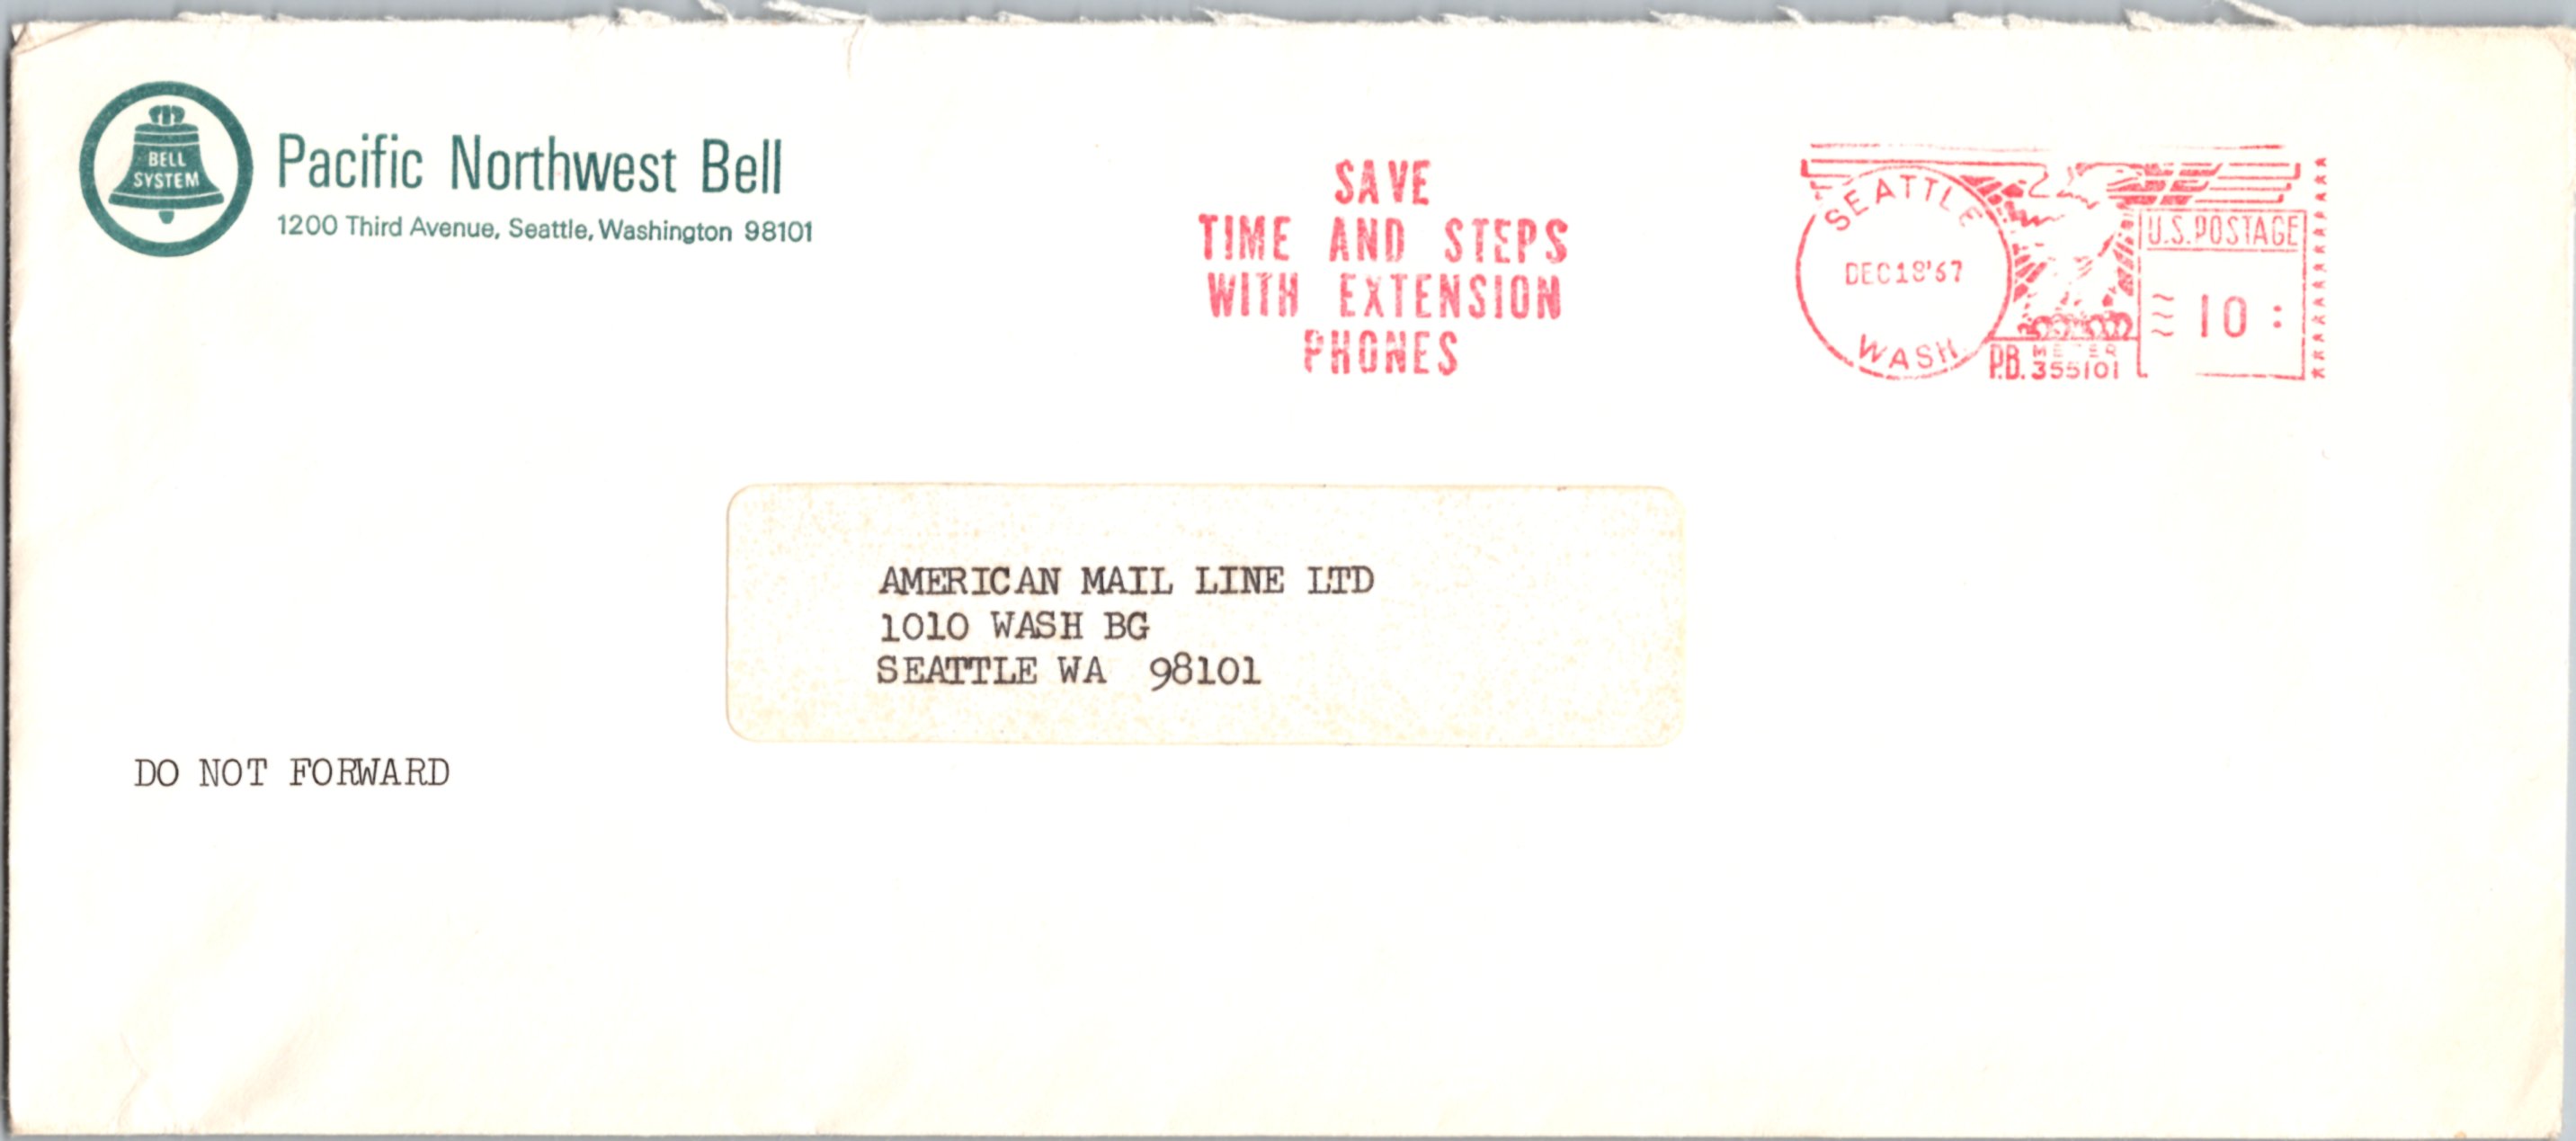 BELL
SYSTEM
Pacific Northwest Bell
1200 Third Avenue, Seattle, Washington 98101
SAVE
TIME AND STEPS
WITH EXTENSION
PHONES
SEATTLE
DEC18'67
WASH.
P.B. METER
355101
U.S. POSTAGE
10
AMERICAN MAIL LINE LTD
1010 WASH BG
SEATTLE WA 98101
DO NOT FORWARD